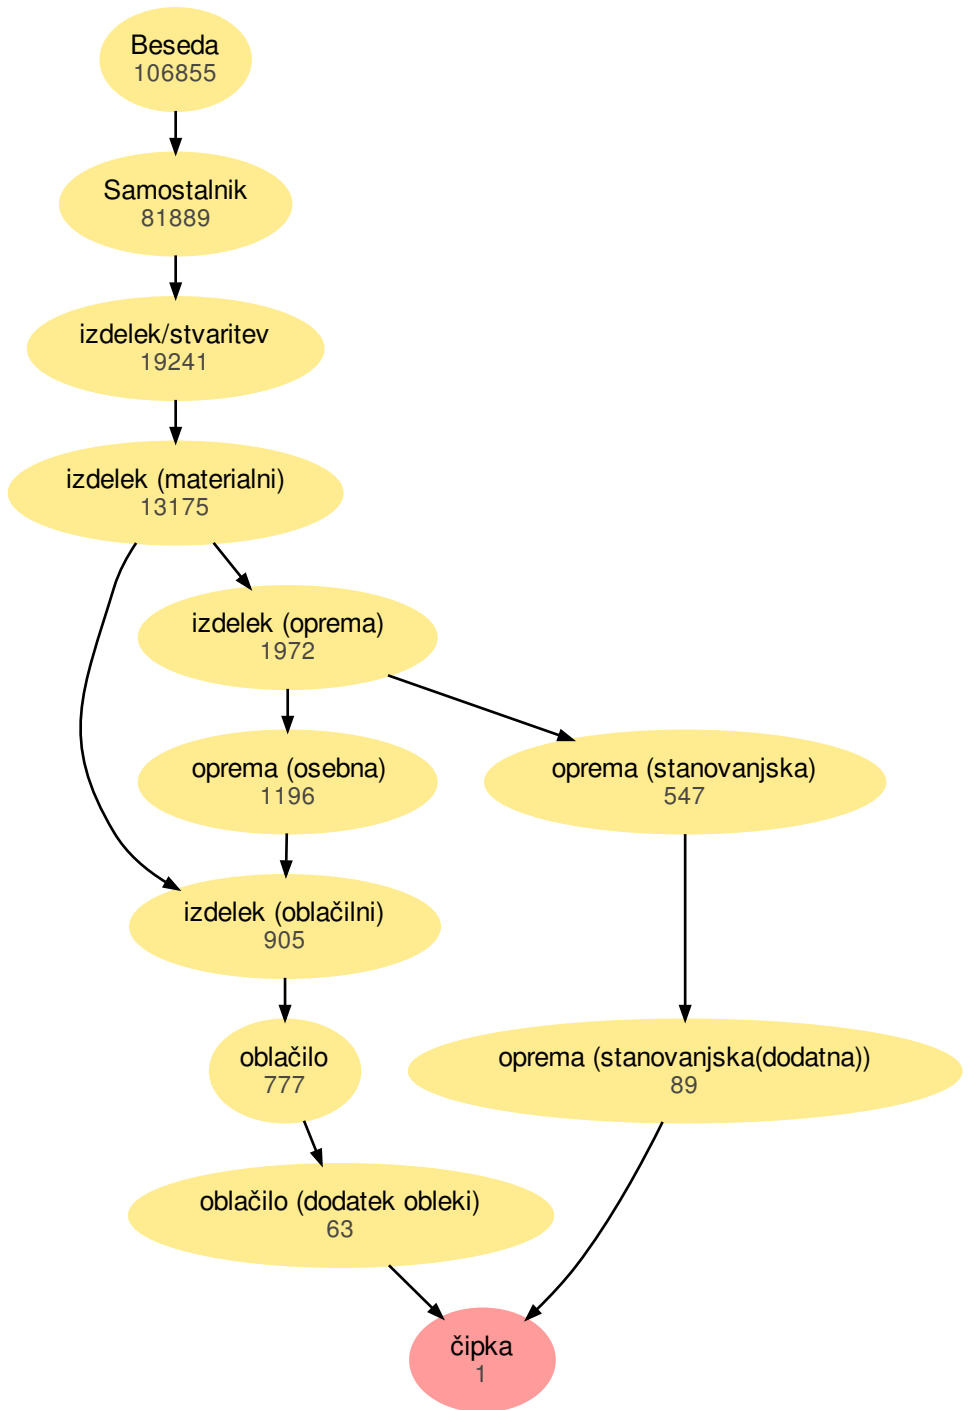 Beseda
106855
Samostalnik
81889
izdelek/stvaritev
19241
izdelek (materialni)
13175
izdelek (oprema)
1972
oprema (osebna)
1196
oprema (stanovanjska)
547
izdelek (oblačilni)
905
oblačilo
777
oprema (stanovanjska(dodatna))
89
oblačilo (dodatek obleki)
63
čipka
1